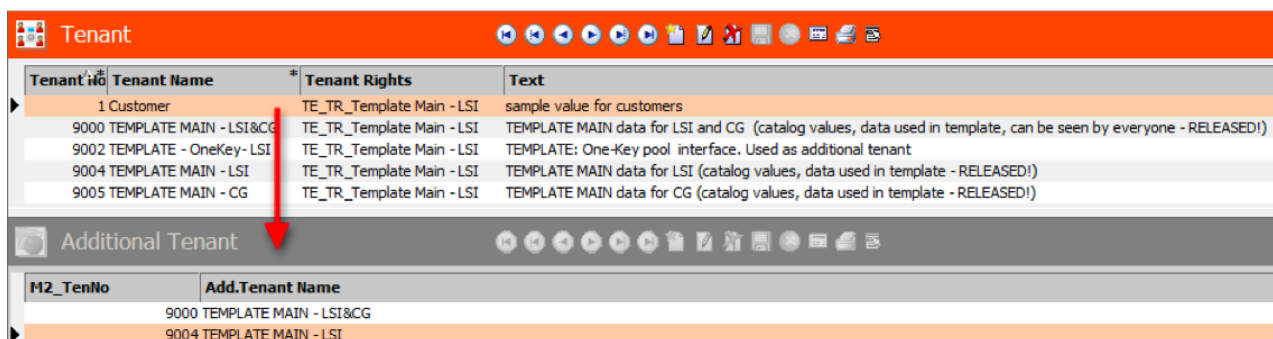 Tenant
Tenant No Tenant Name * Tenant Rights Text
1 Customer TE_TR_Template Main - LSI sample value for customers
9000 TEMPLATE MAIN - LSI&CG TE_TR_Template Main - LSI TEMPLATE MAIN data for LSI and CG (catalog values, data used in template, can be seen by everyone - RELEASED!)
9002 TEMPLATE - OneKey- LSI TE_TR_Template Main - LSI TEMPLATE: One-Key pool interface. Used as additional tenant
9004 TEMPLATE MAIN - LSI TE_TR_Template Main - LSI TEMPLATE MAIN data for LSI (catalog values, data used in template - RELEASED!)
9005 TEMPLATE MAIN - CG TE_TR_Template Main - LSI TEMPLATE MAIN data for CG (catalog values, data used in template - RELEASED!)
Additional Tenant
M2_TenNo Add.Tenant Name
9000 TEMPLATE MAIN - LSI&CG
9004 TEMPLATE MAIN - LSI